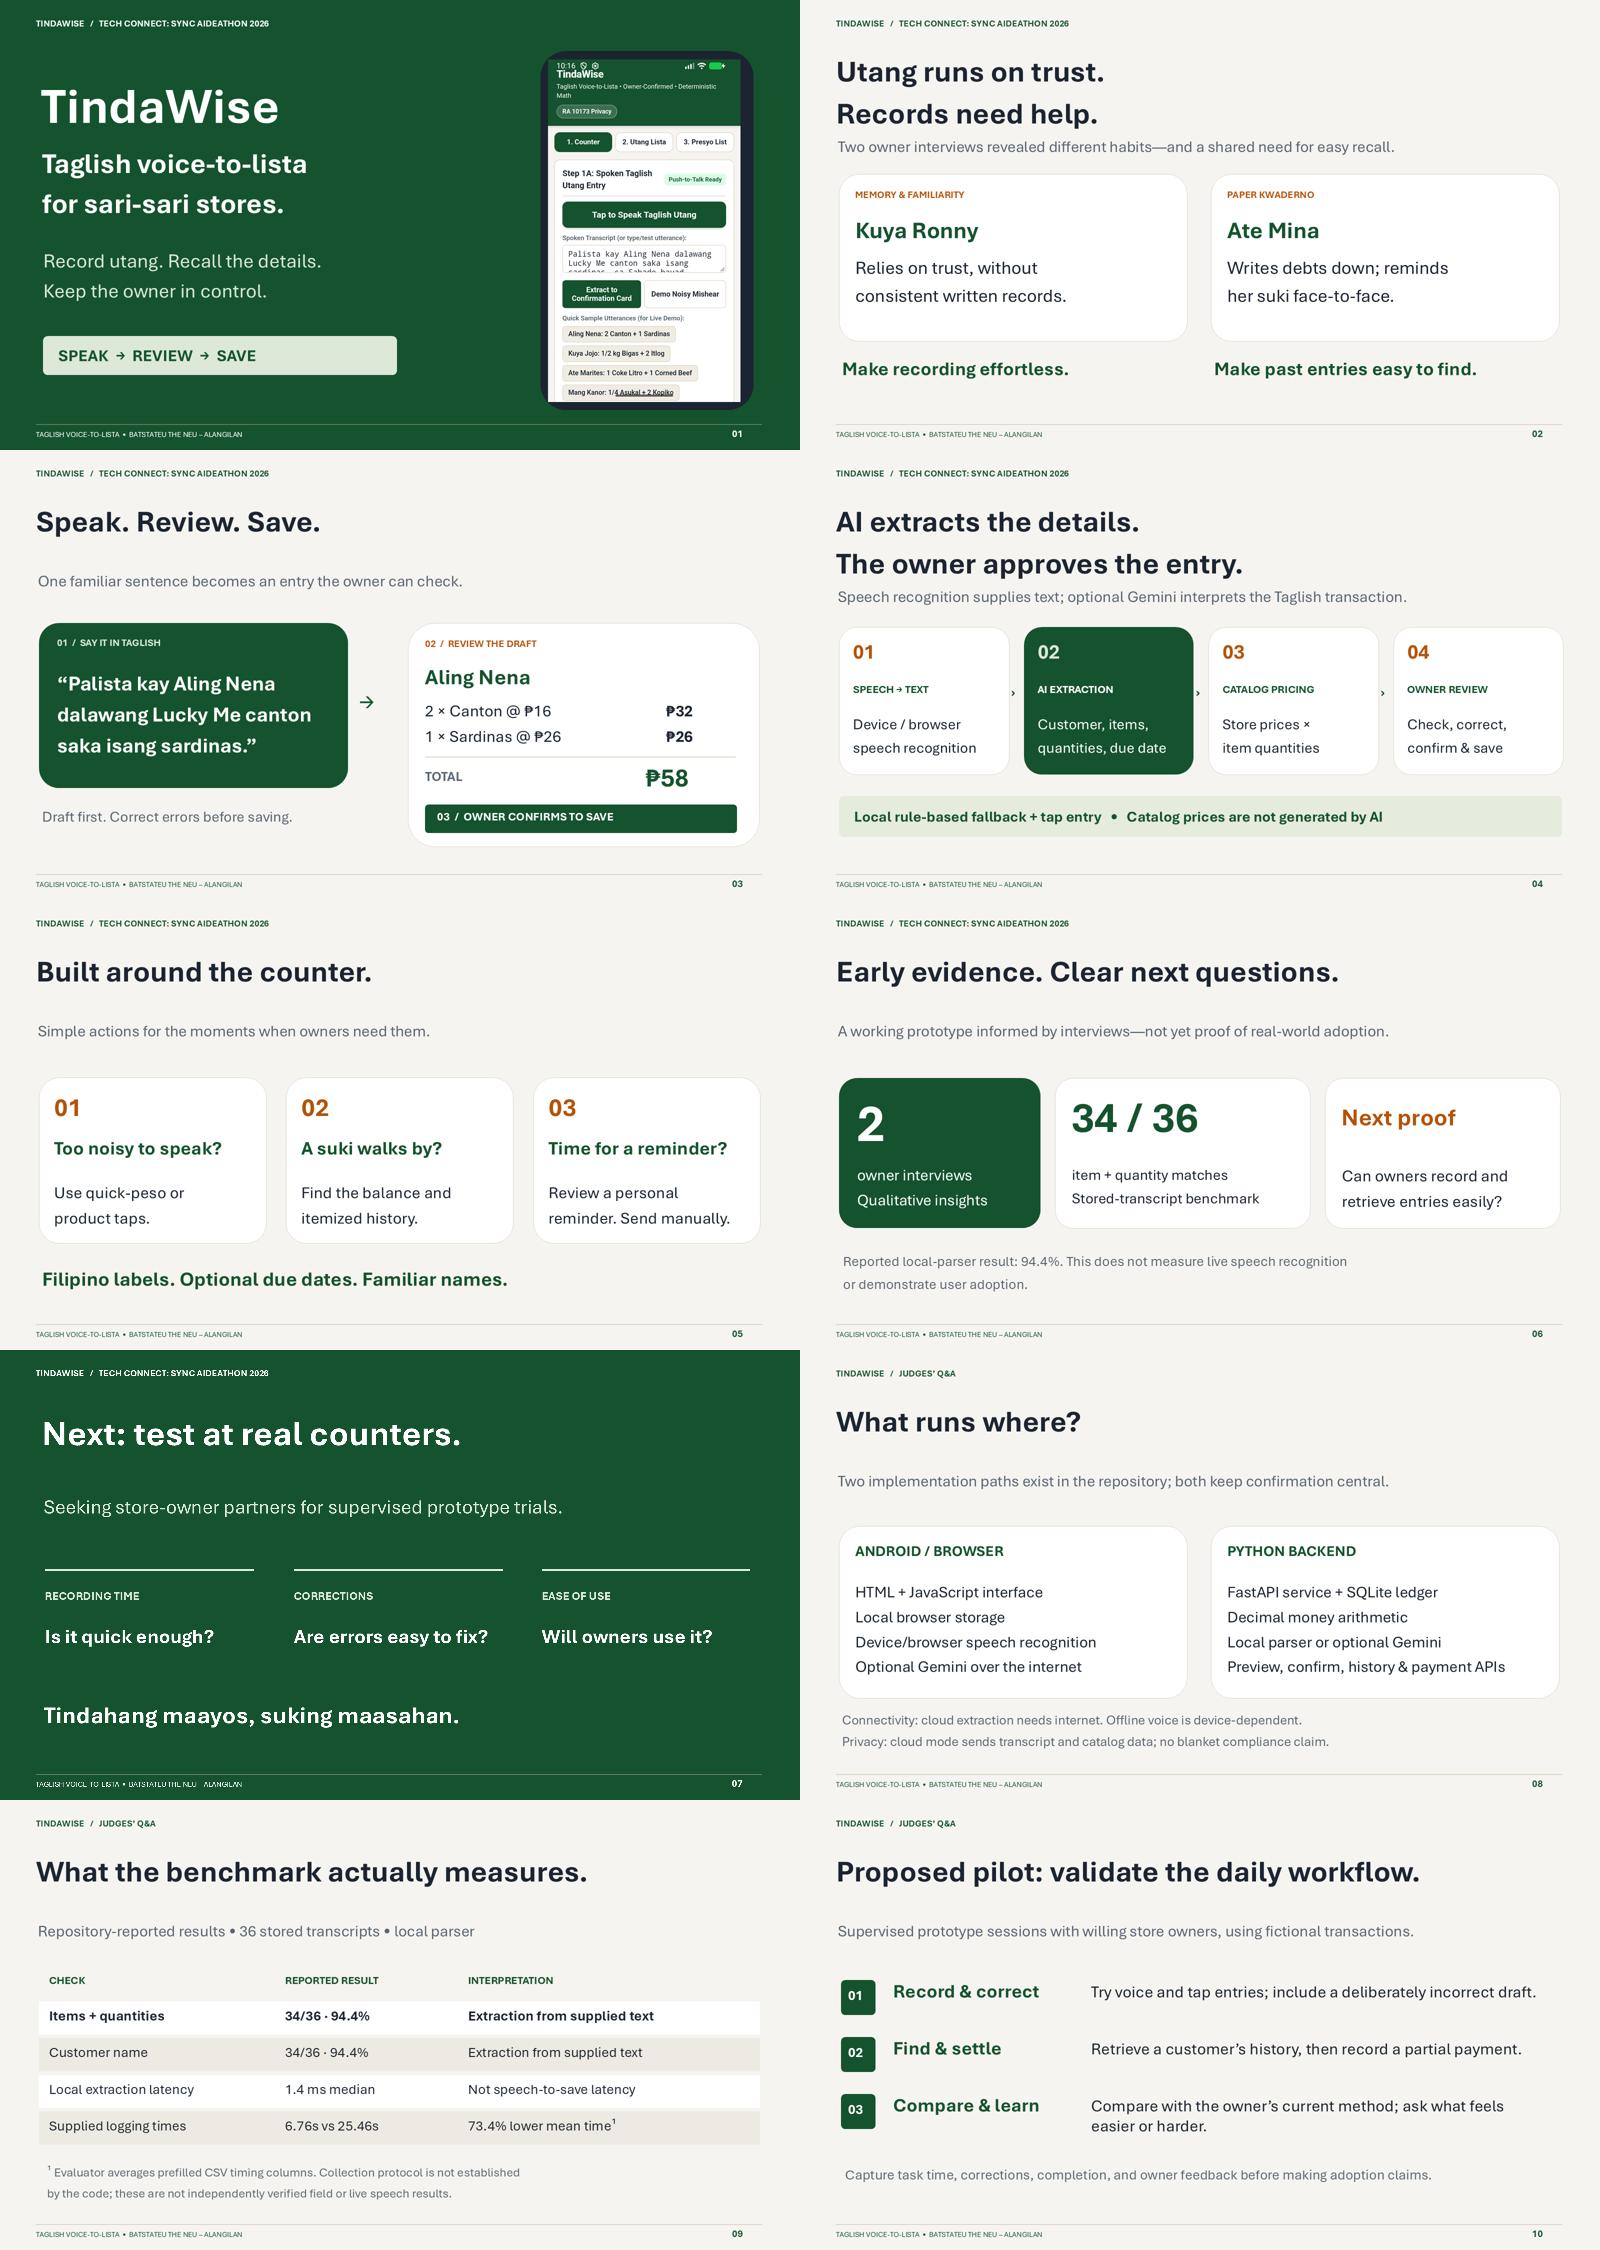 TINDAWISE / TECH CONNECT: SYNC AIDEATHON 2026
TindaWise
Taglish voice-to-lista
for sari-sari stores.
Record utang. Recall the details.
Keep the owner in control.
SPEAK → REVIEW → SAVE
10:16
TindaWise
Taglish Voice-to-Lista • Owner-Confirmed • Deterministic
Math
RA 10173 Privacy
1. Counter
2. Utang Lista
3. Presyo List
Step 1A: Spoken Taglish
Utang Entry
Push-to-Talk Ready
Tap to Speak Taglish Utang
Spoken Transcript (or type/test utterance):
Palista kay Aling Nena dalawang
Lucky Me canton saka isang
sardinas, sa Sabado bayad
Extract to
Confirmation Card
Demo Noisy Mishear
Quick Sample Utterances (for Live Demo):
Aling Nena: 2 Canton + 1 Sardinas
Kuya Jojo: 1/2 kg Bigas + 2 Itlog
Ate Marites: 1 Coke Litro + 1 Corned Beef
Mang Kanor: 1/4 Asukal + 2 Kopiko
TAGLISH VOICE-TO-LISTA • BATSTATEU THE NEU – ALANGILAN
01
TINDAWISE / TECH CONNECT: SYNC AIDEATHON 2026
Utang runs on trust.
Records need help.
Two owner interviews revealed different habits—and a shared need for easy recall.
MEMORY & FAMILIARITY
Kuya Ronny
Relies on trust, without
consistent written records.
PAPER KWADERNO
Ate Mina
Writes debts down; reminds
her suki face-to-face.
Make recording effortless.
Make past entries easy to find.
TAGLISH VOICE-TO-LISTA • BATSTATEU THE NEU – ALANGILAN
02
TINDAWISE / TECH CONNECT: SYNC AIDEATHON 2026
Speak. Review. Save.
One familiar sentence becomes an entry the owner can check.
01 / SAY IT IN TAGLISH
“Palista kay Aling Nena
dalawang Lucky Me canton
saka isang sardinas.”
→
02 / REVIEW THE DRAFT
Aling Nena
2 × Canton @ ₱16 ₱32
1 × Sardinas @ ₱26 ₱26
TOTAL ₱58
03 / OWNER CONFIRMS TO SAVE
Draft first. Correct errors before saving.
TAGLISH VOICE-TO-LISTA • BATSTATEU THE NEU – ALANGILAN
03
TINDAWISE / TECH CONNECT: SYNC AIDEATHON 2026
AI extracts the details.
The owner approves the entry.
Speech recognition supplies text; optional Gemini interprets the Taglish transaction.
01
SPEECH → TEXT
Device / browser
speech recognition
›
02
AI EXTRACTION
Customer, items,
quantities, due date
›
03
CATALOG PRICING
Store prices ×
item quantities
›
04
OWNER REVIEW
Check, correct,
confirm & save
Local rule-based fallback + tap entry • Catalog prices are not generated by AI
TAGLISH VOICE-TO-LISTA • BATSTATEU THE NEU – ALANGILAN
04
TINDAWISE / TECH CONNECT: SYNC AIDEATHON 2026
Built around the counter.
Simple actions for the moments when owners need them.
01
Too noisy to speak?
Use quick-peso or
product taps.
02
A suki walks by?
Find the balance and
itemized history.
03
Time for a reminder?
Review a personal
reminder. Send manually.
Filipino labels. Optional due dates. Familiar names.
TAGLISH VOICE-TO-LISTA • BATSTATEU THE NEU – ALANGILAN
05
TINDAWISE / TECH CONNECT: SYNC AIDEATHON 2026
Early evidence. Clear next questions.
A working prototype informed by interviews—not yet proof of real-world adoption.
2
owner interviews
Qualitative insights
34 / 36
item + quantity matches
Stored-transcript benchmark
Next proof
Can owners record and
retrieve entries easily?
Reported local-parser result: 94.4%. This does not measure live speech recognition
or demonstrate user adoption.
TAGLISH VOICE-TO-LISTA • BATSTATEU THE NEU – ALANGILAN
06
TINDAWISE / TECH CONNECT: SYNC AIDEATHON 2026
Next: test at real counters.
Seeking store-owner partners for supervised prototype trials.
RECORDING TIME
Is it quick enough?
CORRECTIONS
Are errors easy to fix?
EASE OF USE
Will owners use it?
Tindahang maayos, suking maasahan.
TAGLISH VOICE-TO-LISTA • BATSTATEU THE NEU – ALANGILAN
07
TINDAWISE / JUDGES’ Q&A
What runs where?
Two implementation paths exist in the repository; both keep confirmation central.
ANDROID / BROWSER
HTML + JavaScript interface
Local browser storage
Device/browser speech recognition
Optional Gemini over the internet
PYTHON BACKEND
FastAPI service + SQLite ledger
Decimal money arithmetic
Local parser or optional Gemini
Preview, confirm, history & payment APIs
Connectivity: cloud extraction needs internet. Offline voice is device-dependent.
Privacy: cloud mode sends transcript and catalog data; no blanket compliance claim.
TAGLISH VOICE-TO-LISTA • BATSTATEU THE NEU – ALANGILAN
08
TINDAWISE / JUDGES’ Q&A
What the benchmark actually measures.
Repository-reported results • 36 stored transcripts • local parser
CHECK REPORTED RESULT INTERPRETATION
Items + quantities 34/36 · 94.4% Extraction from supplied text
Customer name 34/36 · 94.4% Extraction from supplied text
Local extraction latency 1.4 ms median Not speech-to-save latency
Supplied logging times 6.76s vs 25.46s 73.4% lower mean time¹
¹ Evaluator averages prefilled CSV timing columns. Collection protocol is not established
by the code; these are not independently verified field or live speech results.
TAGLISH VOICE-TO-LISTA • BATSTATEU THE NEU – ALANGILAN
09
TINDAWISE / JUDGES’ Q&A
Proposed pilot: validate the daily workflow.
Supervised prototype sessions with willing store owners, using fictional transactions.
01 Record & correct Try voice and tap entries; include a deliberately incorrect draft.
02 Find & settle Retrieve a customer’s history, then record a partial payment.
03 Compare & learn Compare with the owner’s current method; ask what feels
easier or harder.
Capture task time, corrections, completion, and owner feedback before making adoption claims.
TAGLISH VOICE-TO-LISTA • BATSTATEU THE NEU – ALANGILAN
10